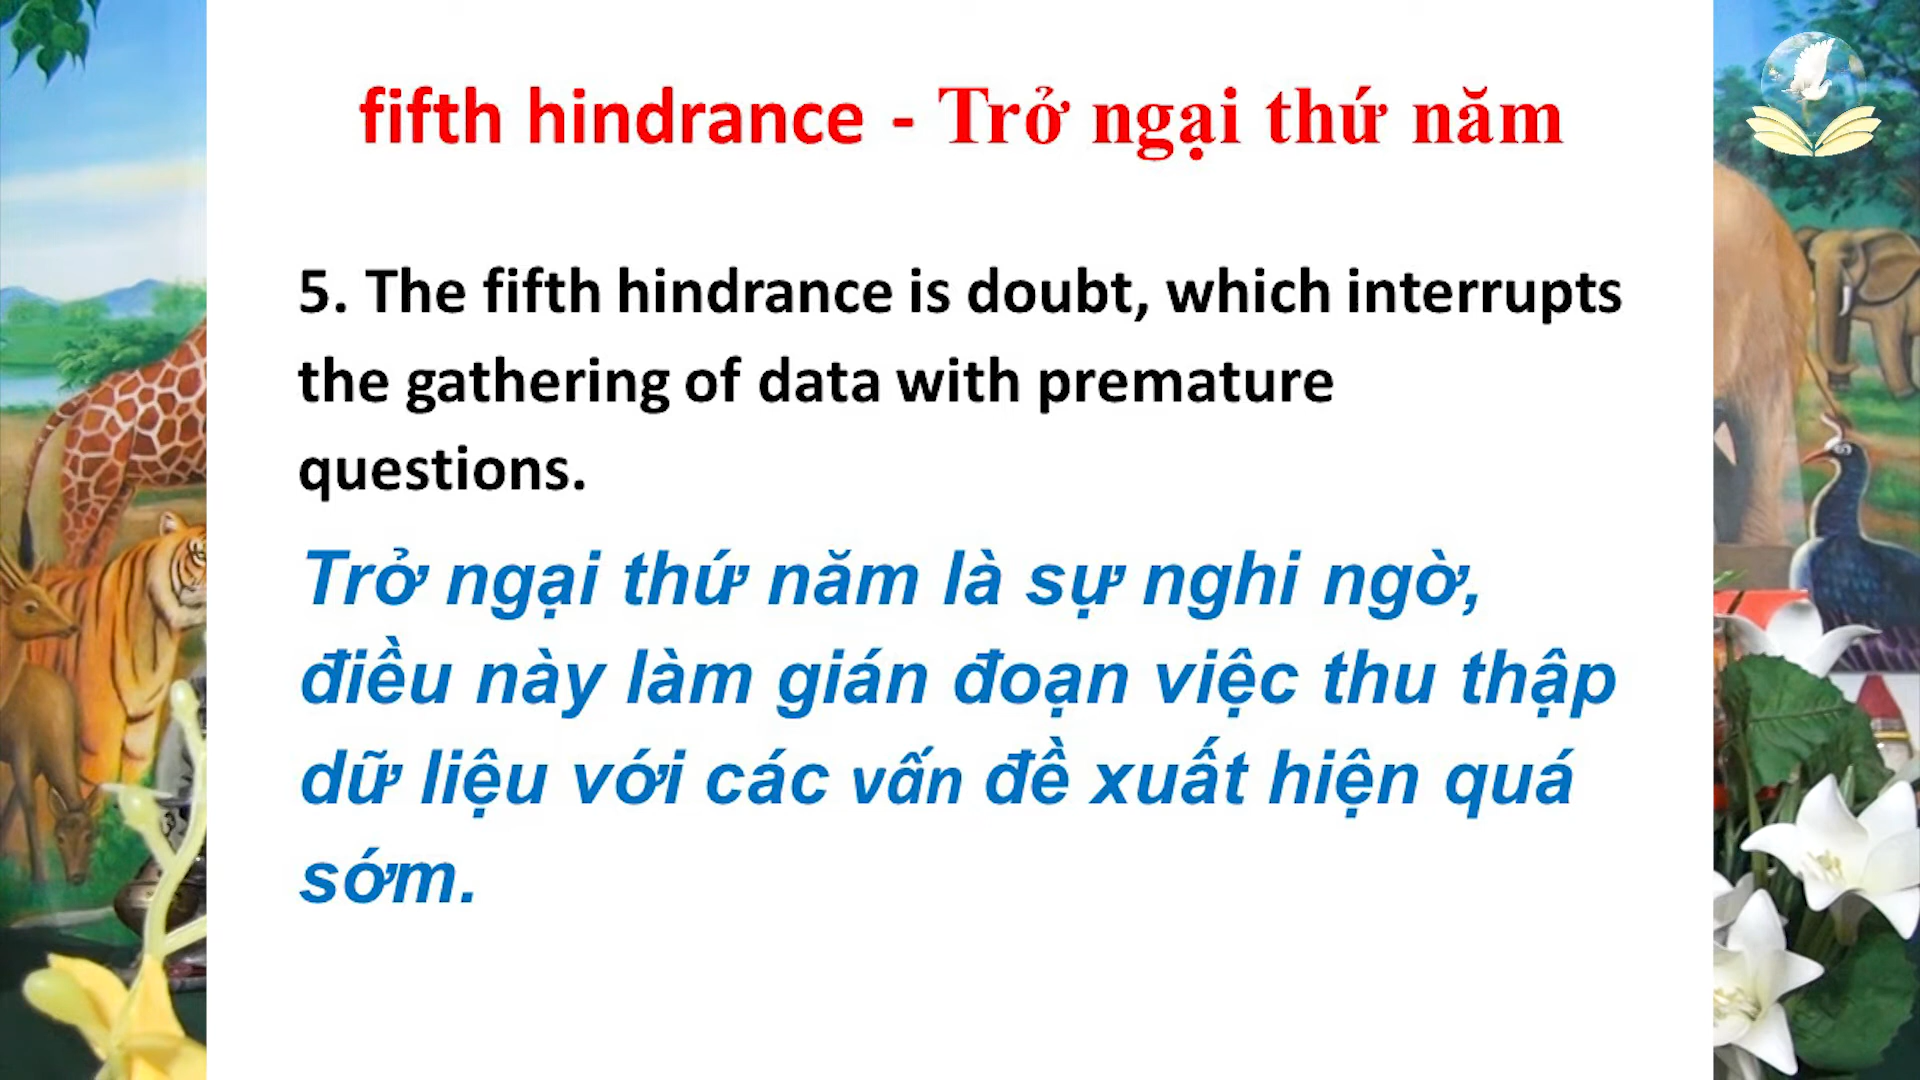 fifth hindrance - Trở ngại thứ năm
5. The fifth hindrance is doubt, which interrupts
the gathering of data with premature
questions.
Trở ngại thứ năm là sự nghi ngờ,
điều này làm gián đoạn việc thu thập
dữ liệu với các vấn đề xuất hiện quá
sớm.